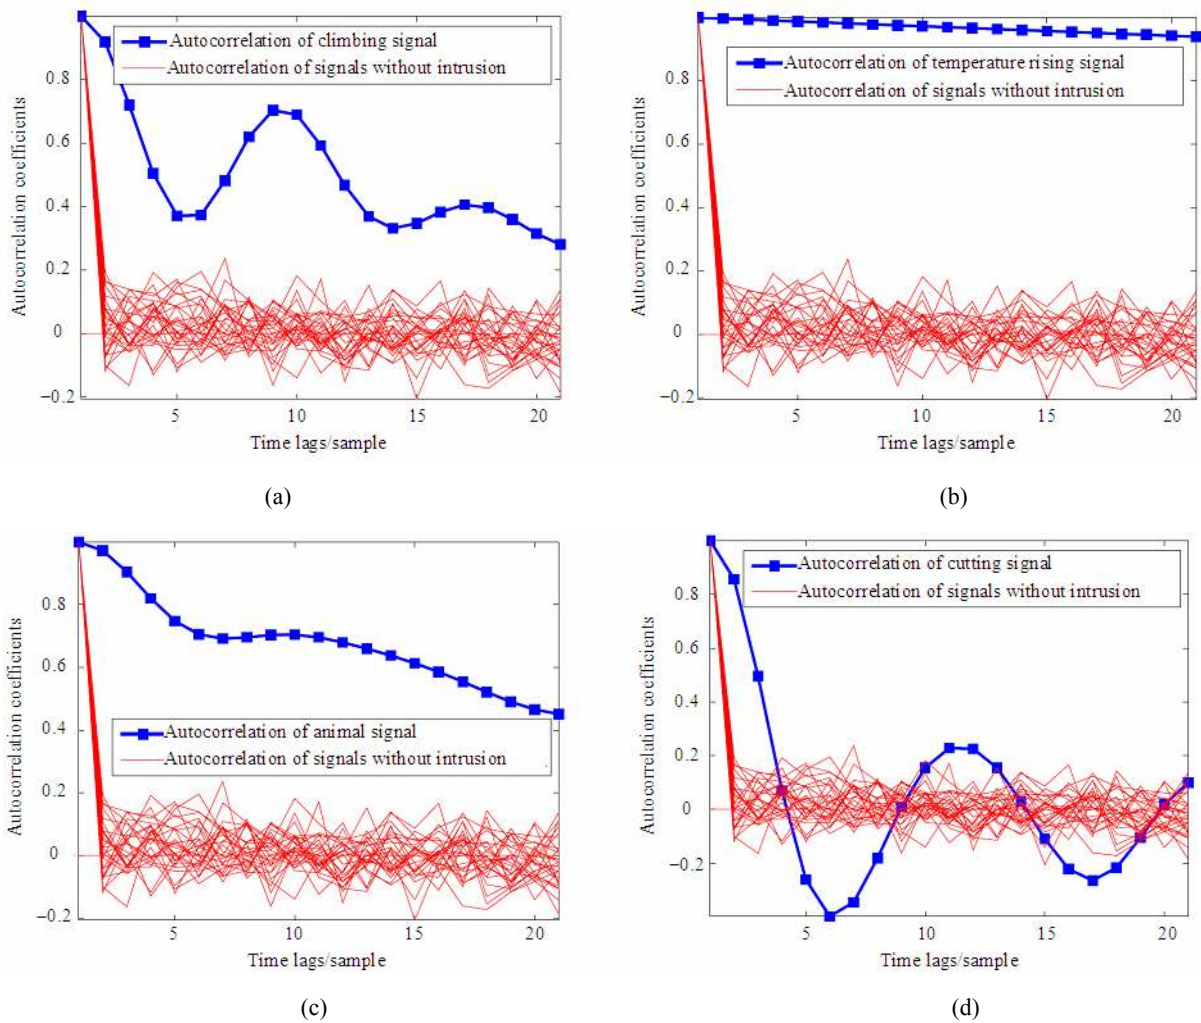 Autocorrelation coefficients
0.8
0.6
0.4
0.2
0
−0.2
Autocorrelation of climbing signal
Autocorrelation of signals without intrusion
5
10
15
20
Time lags/sample
(a)
Autocorrelation coefficients
0.8
0.6
0.4
0.2
0
−0.2
Autocorrelation of temperature rising signal
Autocorrelation of signals without intrusion
5
10
15
20
Time lags/sample
(b)
Autocorrelation coefficients
0.8
0.6
0.4
0.2
0
−0.2
Autocorrelation of animal signal
Autocorrelation of signals without intrusion
5
10
15
20
Time lags/sample
(c)
Autocorrelation coefficients
0.8
0.6
0.4
0.2
0
−0.2
Autocorrelation of cutting signal
Autocorrelation of signals without intrusion
5
10
15
20
Time lags/sample
(d)